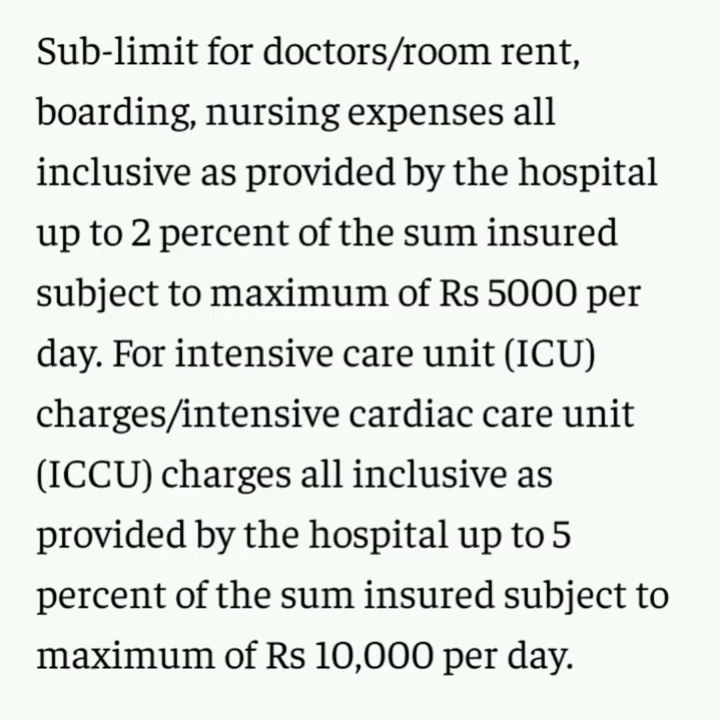 Sub-limit for doctors/room rent,
boarding, nursing expenses all
inclusive as provided by the hospital
up to 2 percent of the sum insured
subject to maximum of Rs 5000 per
day. For intensive care unit (ICU)
charges/intensive cardiac care unit
(ICCU) charges all inclusive as
provided by the hospital up to 5
percent of the sum insured subject to
maximum of Rs 10,000 per day.